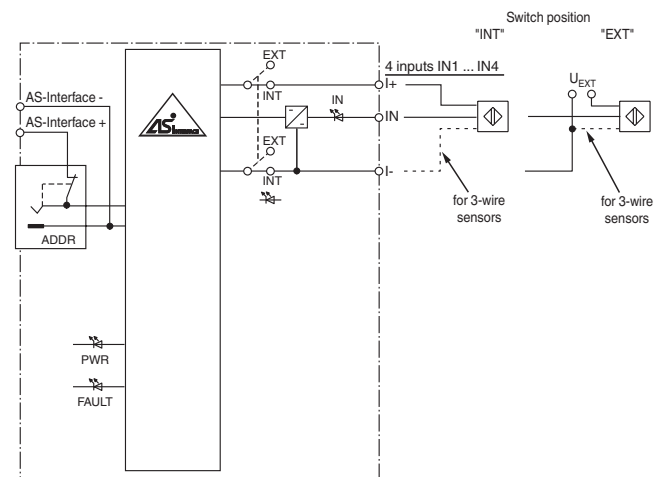 Switch position
"INT"
"EXT"
EXT
4 inputs IN1 ... IN4
U EXT
AS-Interface -
I+
AS-Interface +
INT
IN
IN
ASi
EXT
I-
INT
for 3-wire
sensors
for 3-wire
sensors
ADDR
PWR
FAULT